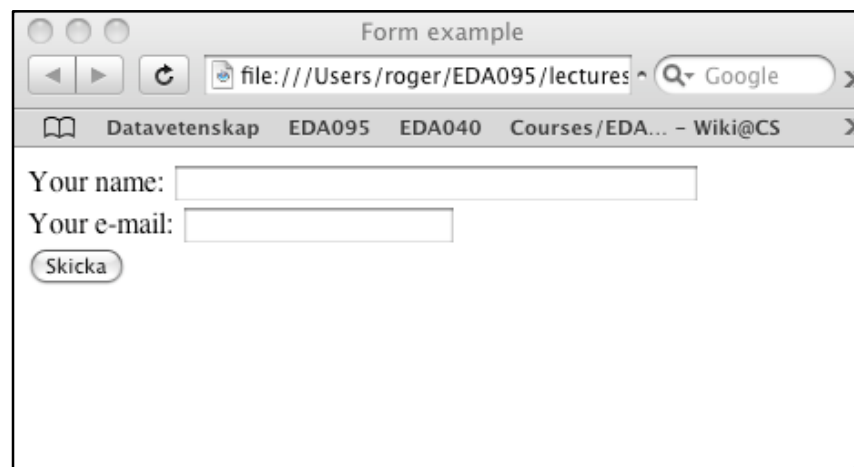 Form example
file:///Users/roger/EDA095/lectures Google
Datavetenskap EDA095 EDA040 Courses/EDA... – Wiki@CS
Your name:
Your e-mail:
Skicka